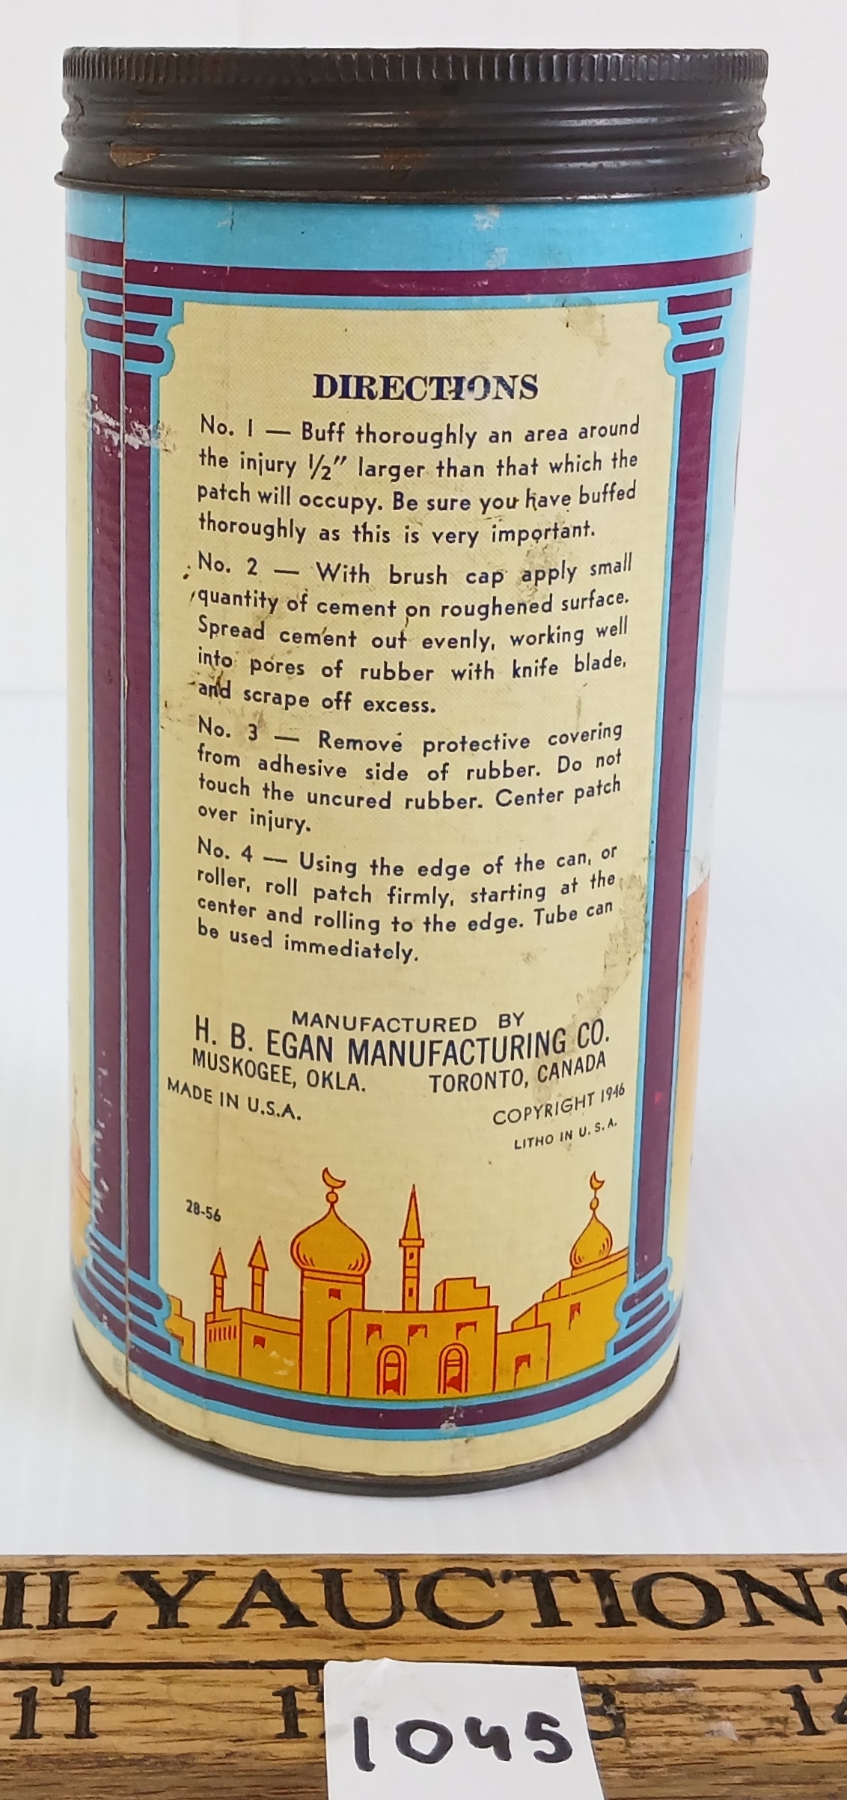 DIRECTIONS
No. 1 — Buff thoroughly an area around
the injury ½" larger than that which the
patch will occupy. Be sure you have buffed
thoroughly as this is very important.
No. 2 — With brush cap apply small
quantity of cement on roughened surface.
Spread cement out evenly, working well
into pores of rubber with knife blade,
and scrape off excess.
No. 3 — Remove protective covering
from adhesive side of rubber. Do not
touch the uncured rubber. Center patch
over injury.
No. 4 — Using the edge of the can, or
roller, roll patch firmly, starting at the
center and rolling to the edge. Tube can
be used immediately.
MANUFACTURED BY
H. B. EGAN MANUFACTURING CO.
MUSKOGEE, OKLA. TORONTO, CANADA
MADE IN U.S.A. COPYRIGHT 1946
LITHO IN U.S.A.
28-56
ILY AUCTIONS
11
1045